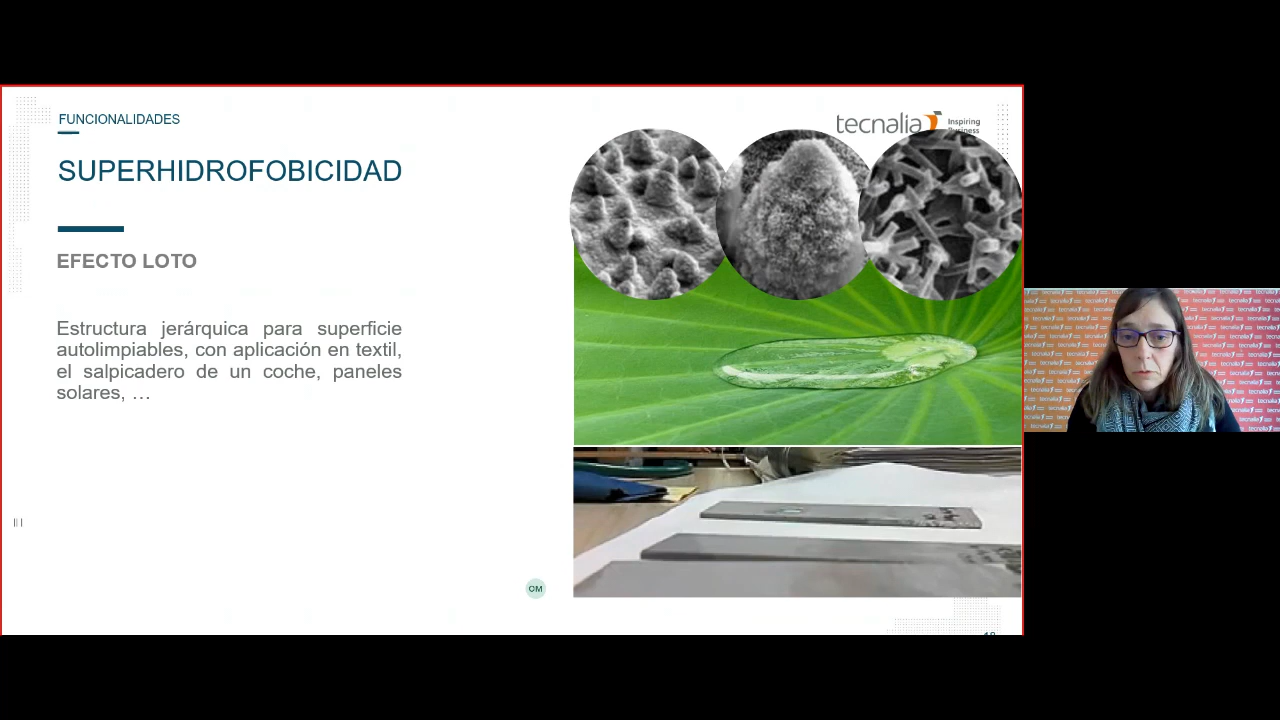 FUNCIONALIDADES
tecnalia Inspiring
Business
SUPERHIDROFOBICIDAD
EFECTO LOTO
Estructura jerárquica para superficie
autolimpiables, con aplicación en textil,
el salpicadero de un coche, paneles
solares, …
OM